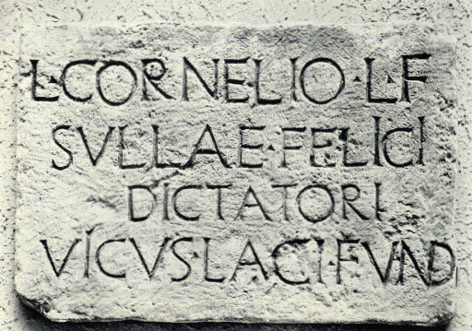 L·CORNELIO·L·F
SVLLAE·FELICI
DICTATORI
VICVS·LACI·FVND